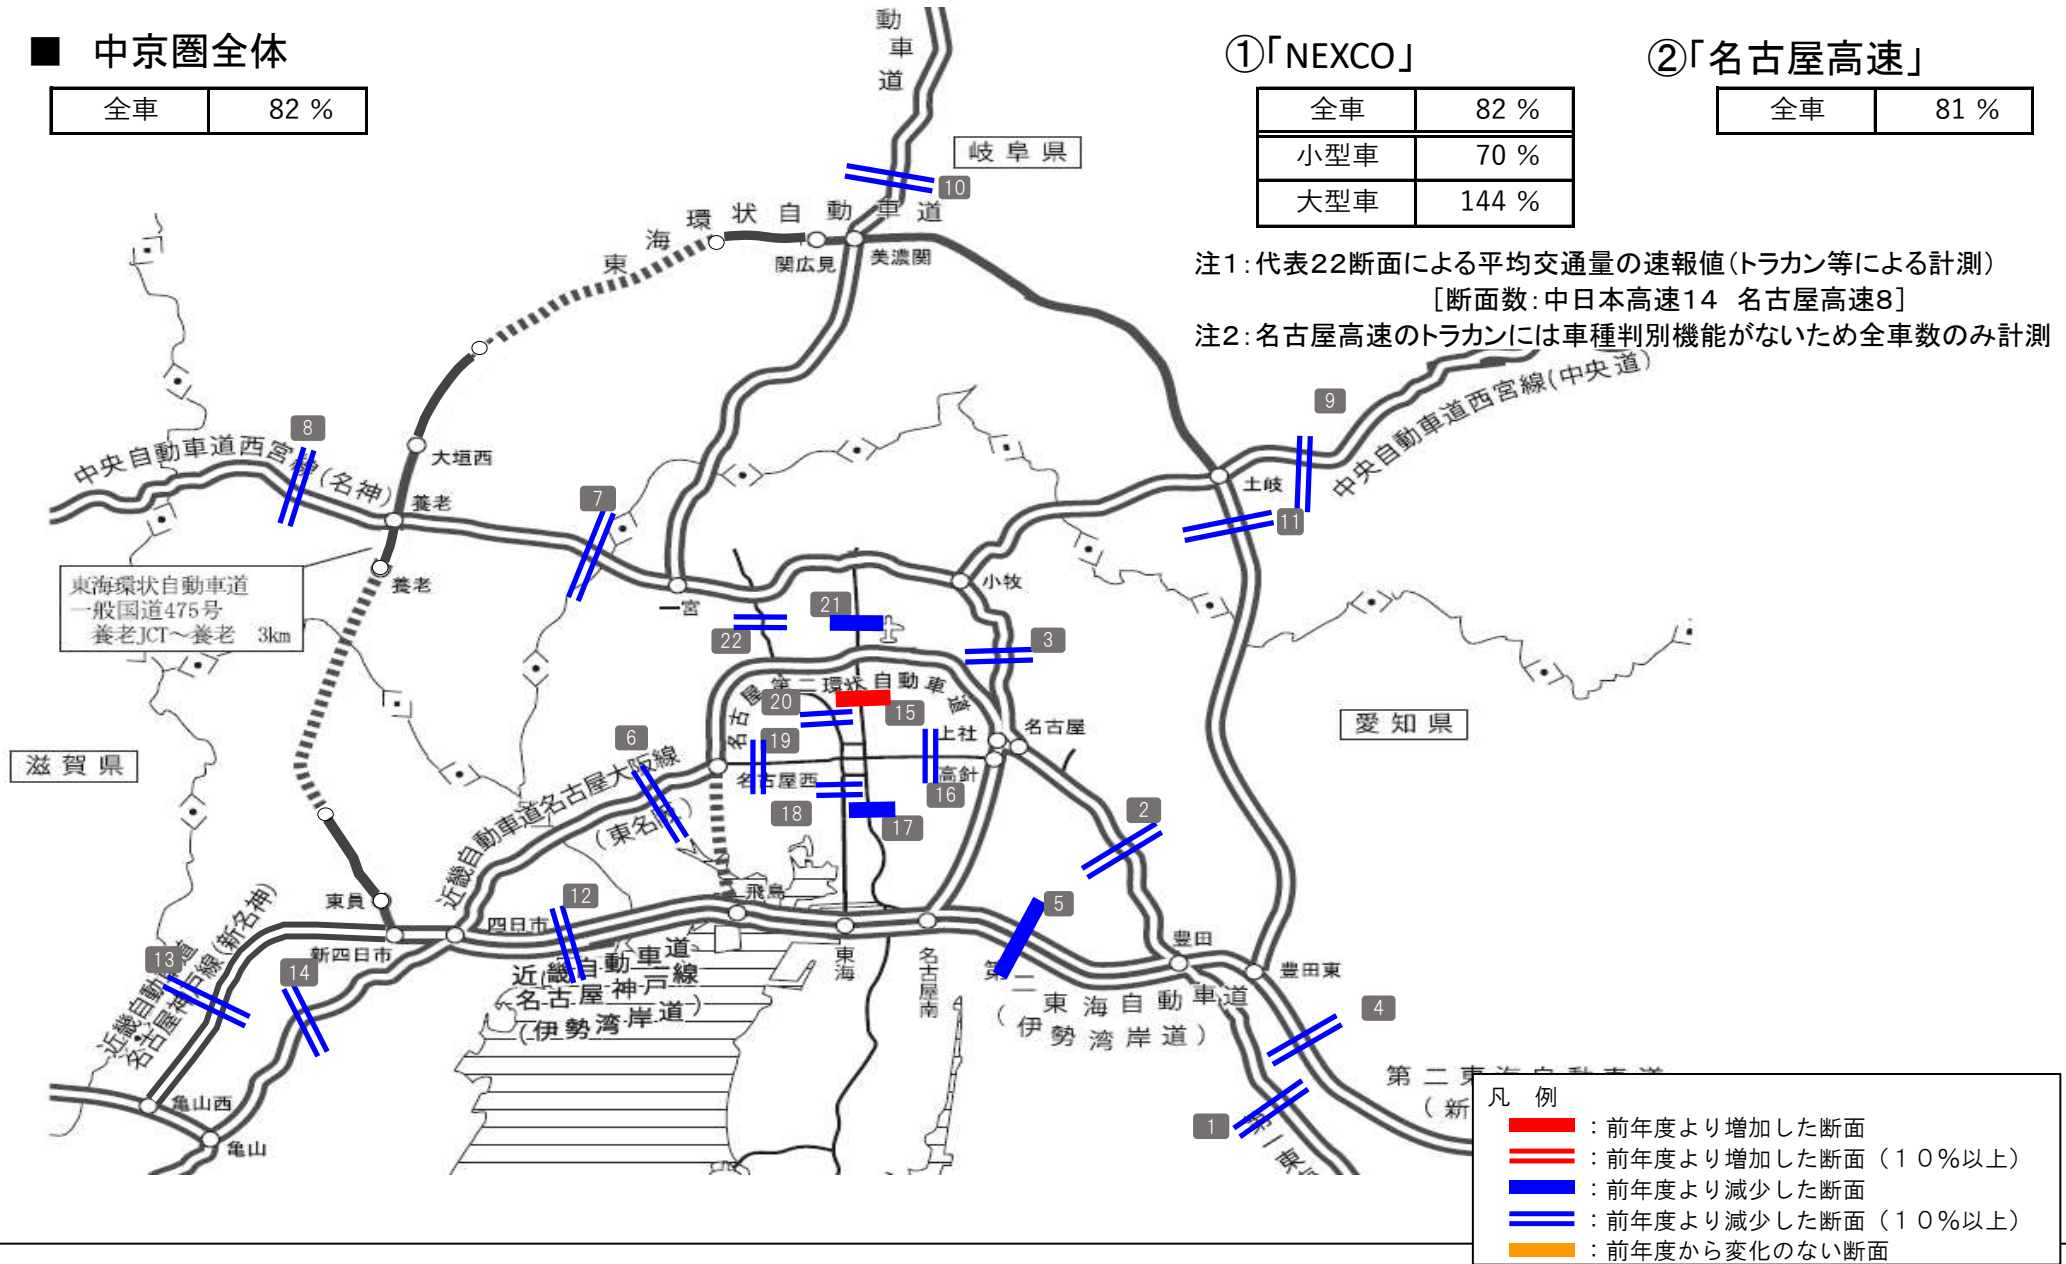 ■ 中京圏全体
全車 82 %
①「NEXCO」
全車 82 %
小型車 70 %
大型車 144 %
②「名古屋高速」
全車 81 %
注1：代表22断面による平均交通量の速報値（トラカン等による計測）
［断面数：中日本高速14 名古屋高速8］
注2：名古屋高速のトラカンには車種判別機能がないため全車数のみ計測
動車道
岐阜県
10
東海環状自動車道
関広見
美濃関
9
中央自動車道西宮線(中央道)
8
中央自動車道西宮線(名神)
大垣西
養老
7
土岐
11
東海環状自動車道
一般国道475号
養老JCT～養老 3km
養老
一宮
小牧
21
22
3
名古屋第二環状自動車道
20
15
19
上社
名古屋
愛知県
滋賀県
6
名古屋西
高針
16
近畿自動車道名古屋大阪線
(東名阪)
18
17
2
飛島
12
5
東員
四日市
新四日市
東海
名古屋南
豊田
豊田東
13
14
近畿自動車道
名古屋神戸線(新名神)
近畿自動車道
名古屋神戸線
(伊勢湾岸道)
第二東海自動車道
(伊勢湾岸道)
4
亀山西
亀山
1
第一東
第二東海自動車道
(新
凡 例
：前年度より増加した断面
：前年度より増加した断面（１０％以上）
：前年度より減少した断面
：前年度より減少した断面（１０％以上）
：前年度から変化のない断面